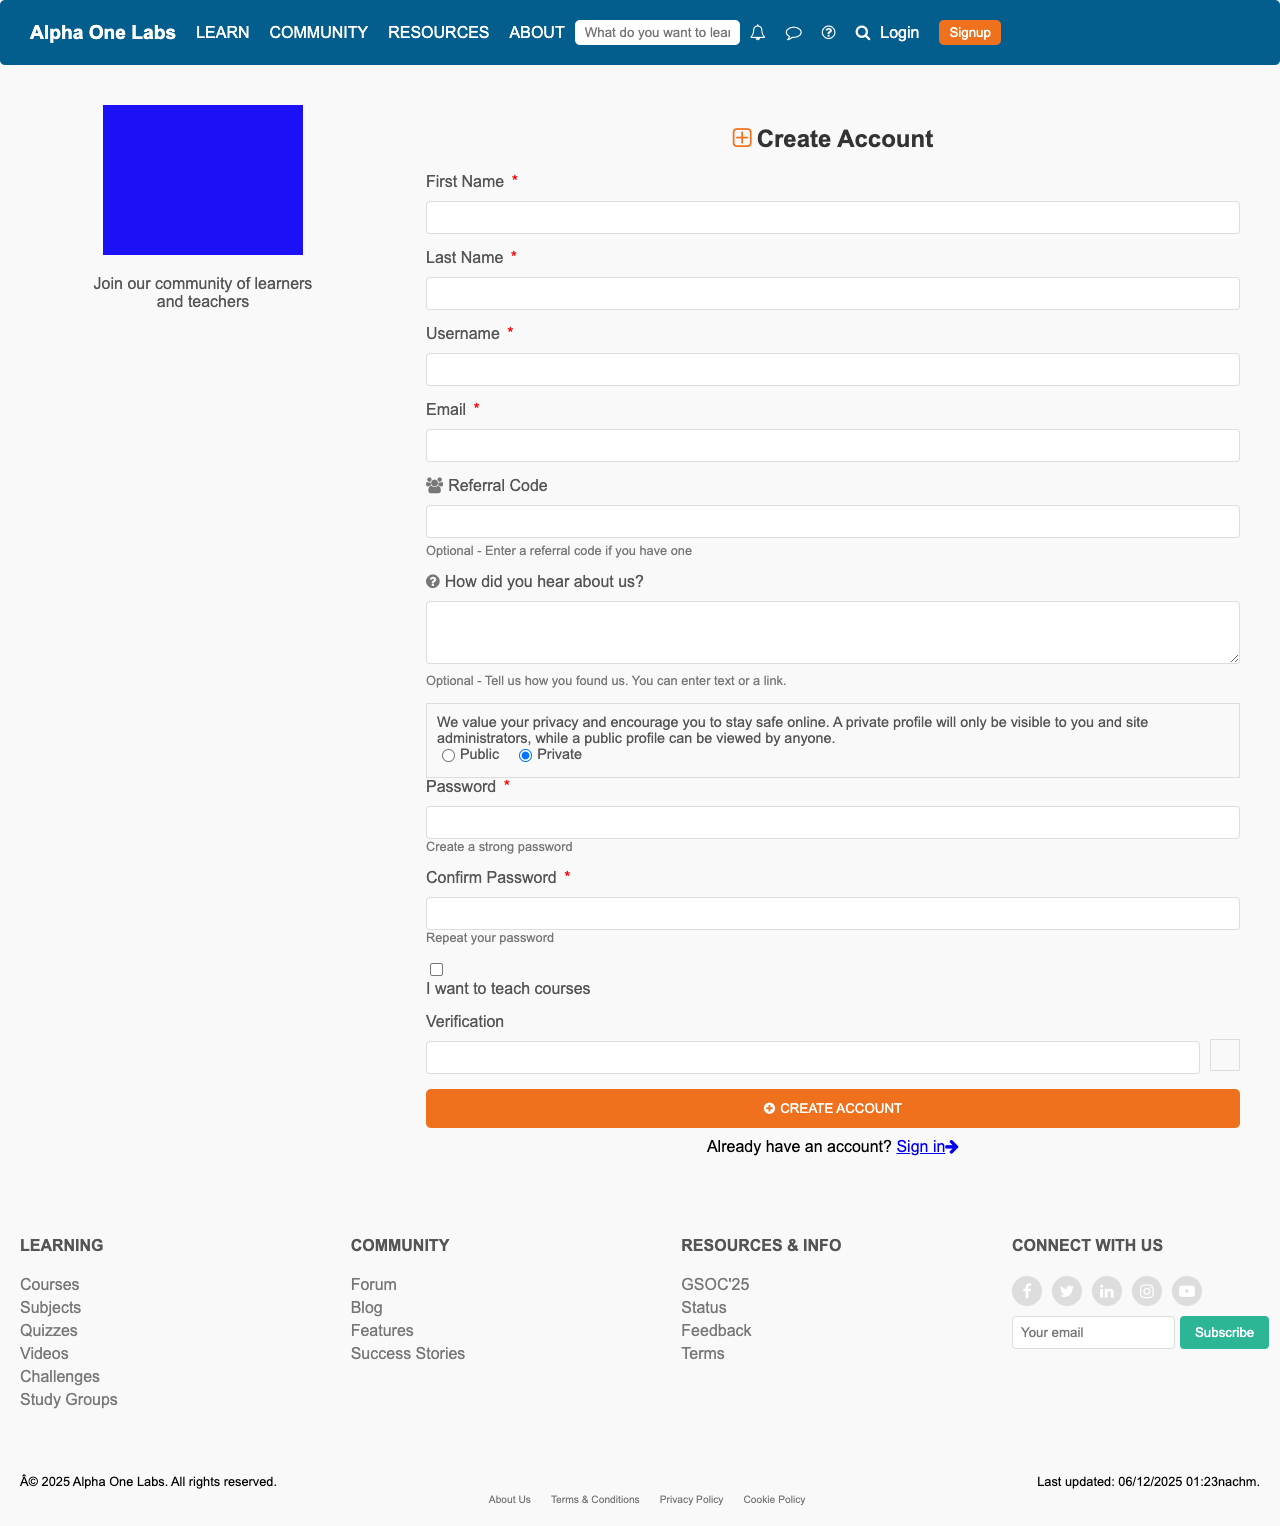 Alpha One Labs LEARN COMMUNITY RESOURCES ABOUT What do you want to lear Login Signup
Create Account
Join our community of learners
and teachers
First Name *
Last Name *
Username *
Email *
Referral Code
Optional - Enter a referral code if you have one
How did you hear about us?
Optional - Tell us how you found us. You can enter text or a link.
We value your privacy and encourage you to stay safe online. A private profile will only be visible to you and site
administrators, while a public profile can be viewed by anyone.
Public Private
Password *
Create a strong password
Confirm Password *
Repeat your password
I want to teach courses
Verification
CREATE ACCOUNT
Already have an account? Sign in
LEARNING
Courses
Subjects
Quizzes
Videos
Challenges
Study Groups
COMMUNITY
Forum
Blog
Features
Success Stories
RESOURCES & INFO
GSOC'25
Status
Feedback
Terms
CONNECT WITH US
Your email Subscribe
Â© 2025 Alpha One Labs. All rights reserved.
Last updated: 06/12/2025 01:23nachm.
About Us Terms & Conditions Privacy Policy Cookie Policy